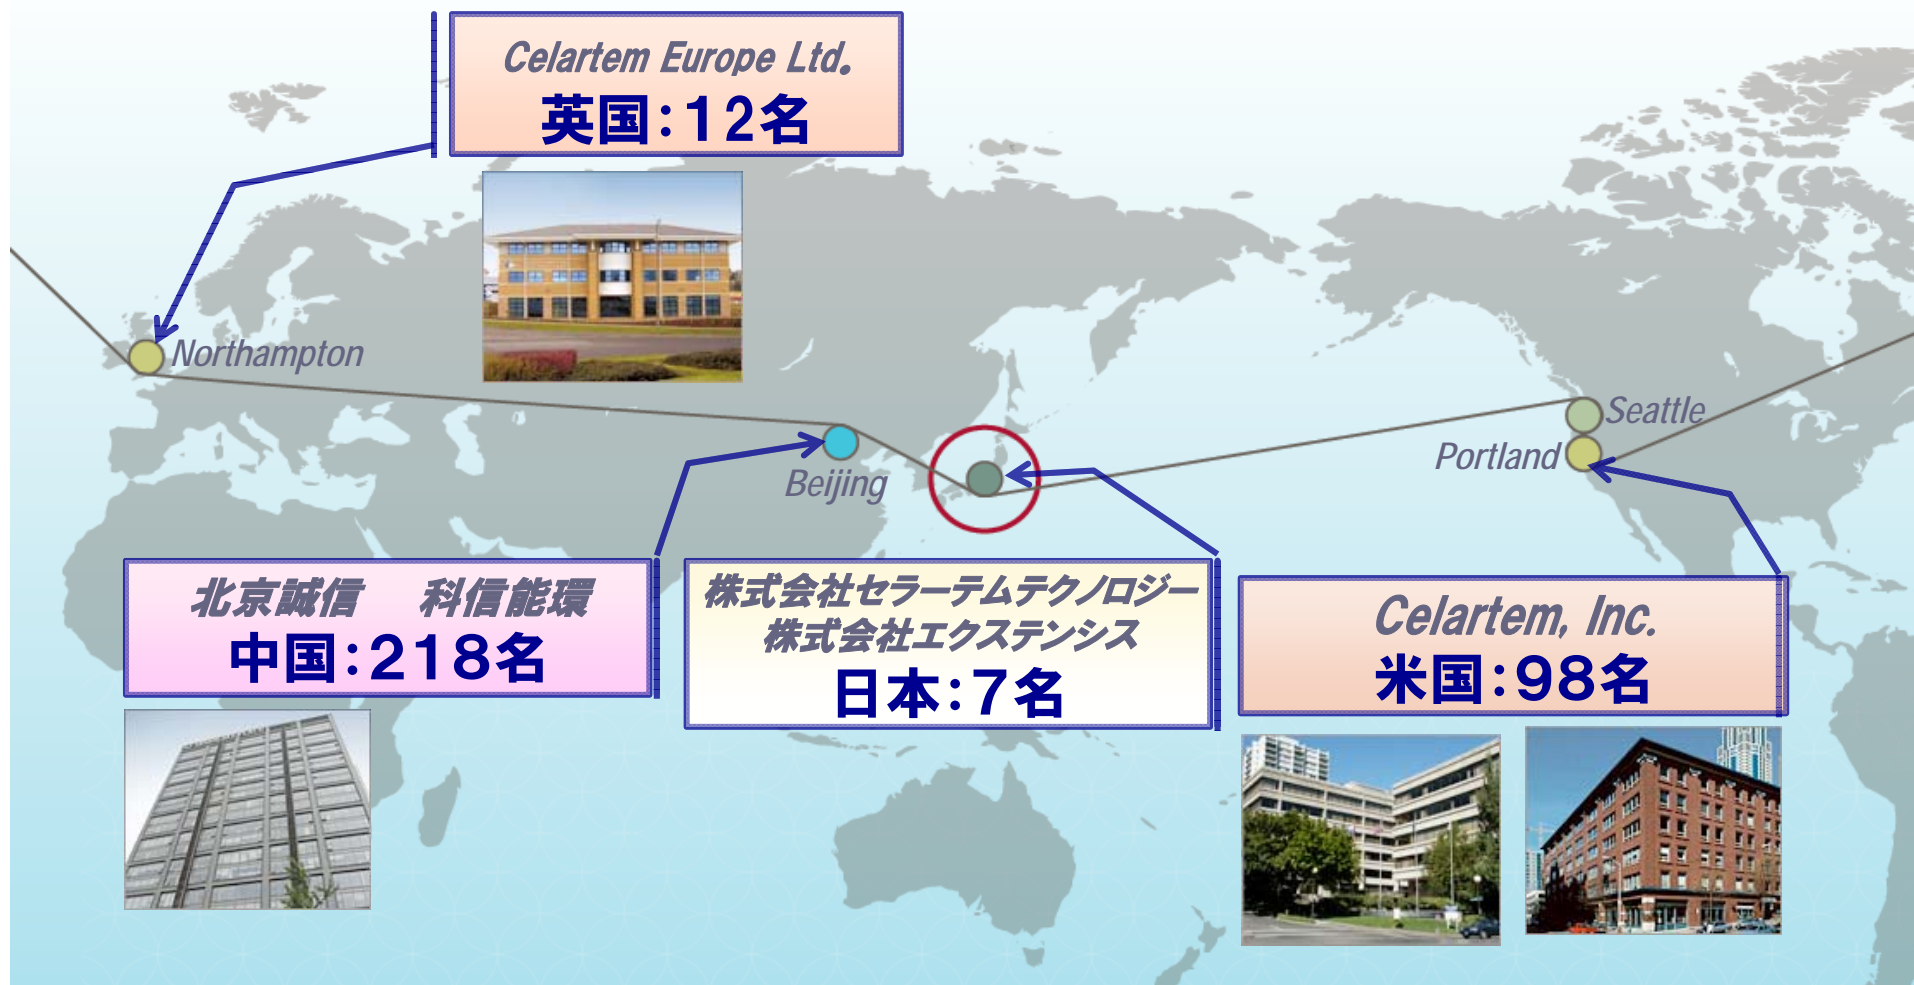 Celartem Europe Ltd.
英国：12名
Northampton
Seattle
Portland
Beijing
北京誠信　科信能環
中国：218名
株式会社セラーテムテクノロジー
株式会社エクステンシス
日本：7名
Celartem, Inc.
米国：98名